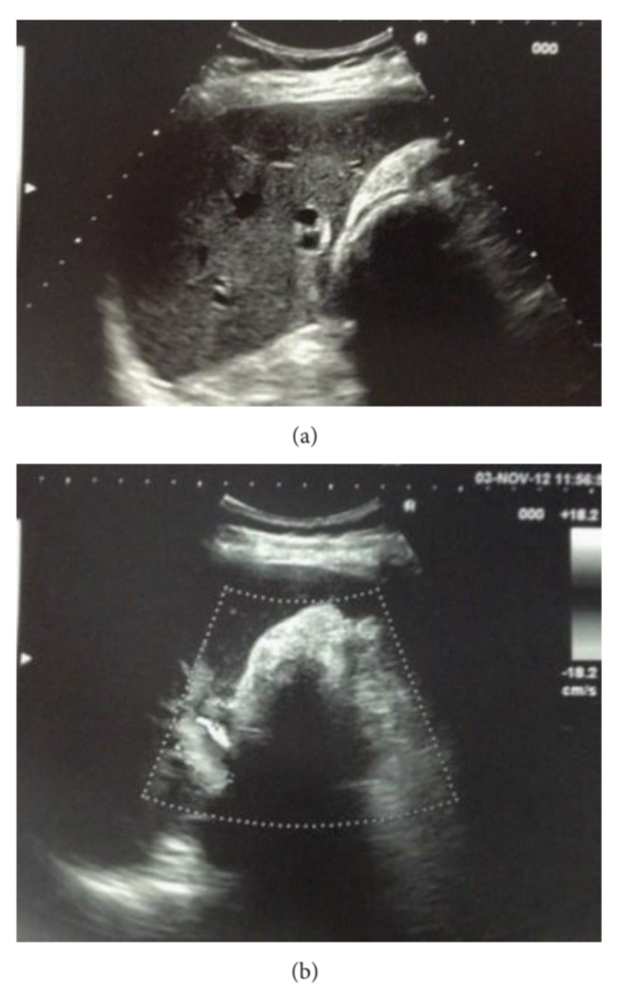 000
(a)
03-NOV-12 11:56:5
000 +18.2
-18.2
cm/s
(b)